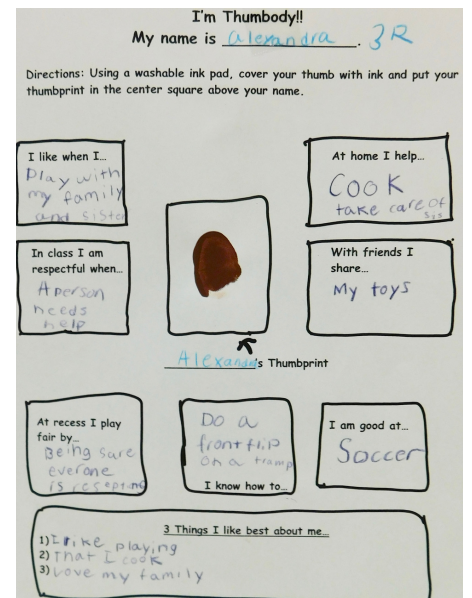 I'm Thumbody!!
My name is alexandra. 3R
Directions: Using a washable ink pad, cover your thumb with ink and put your
thumbprint in the center square above your name.
I like when I...
Play with
my family
and sister
At home I help...
Cook
take care of
sis
In class I am
respectful when...
A person
needs
help
With friends I
share...
My toys
Alexandra's Thumbprint
At recess I play
fair by...
Being sure
everone
is
Do a
front flip
on a tramp
I know how to...
I am good at...
Soccer
3 Things I like best about me...
1) I like playing
2) That I cook
3) Love my family